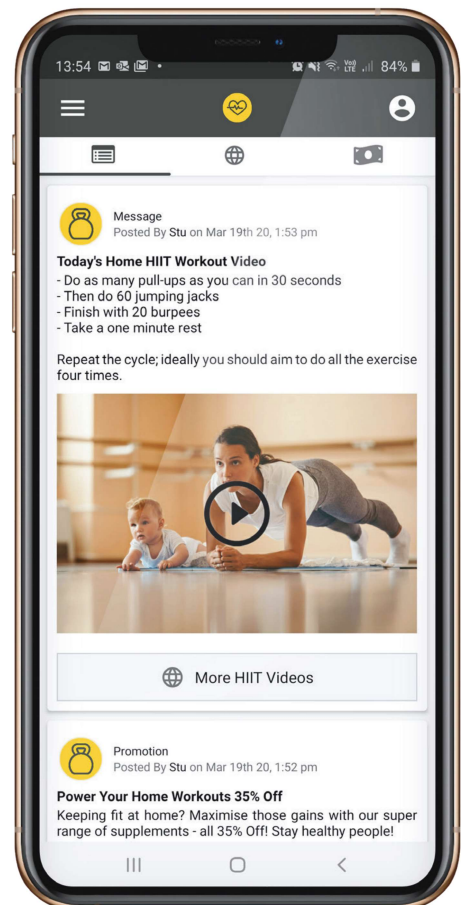 13:54
Vo)) LTE 84%
Message
Posted By Stu on Mar 19th 20, 1:53 pm
Today's Home HIIT Workout Video
- Do as many pull-ups as you can in 30 seconds
- Then do 60 jumping jacks
- Finish with 20 burpees
- Take a one minute rest
Repeat the cycle; ideally you should aim to do all the exercise
four times.
More HIIT Videos
Promotion
Posted By Stu on Mar 19th 20, 1:52 pm
Power Your Home Workouts 35% Off
Keeping fit at home? Maximise those gains with our super
range of supplements - all 35% Off! Stay healthy people!